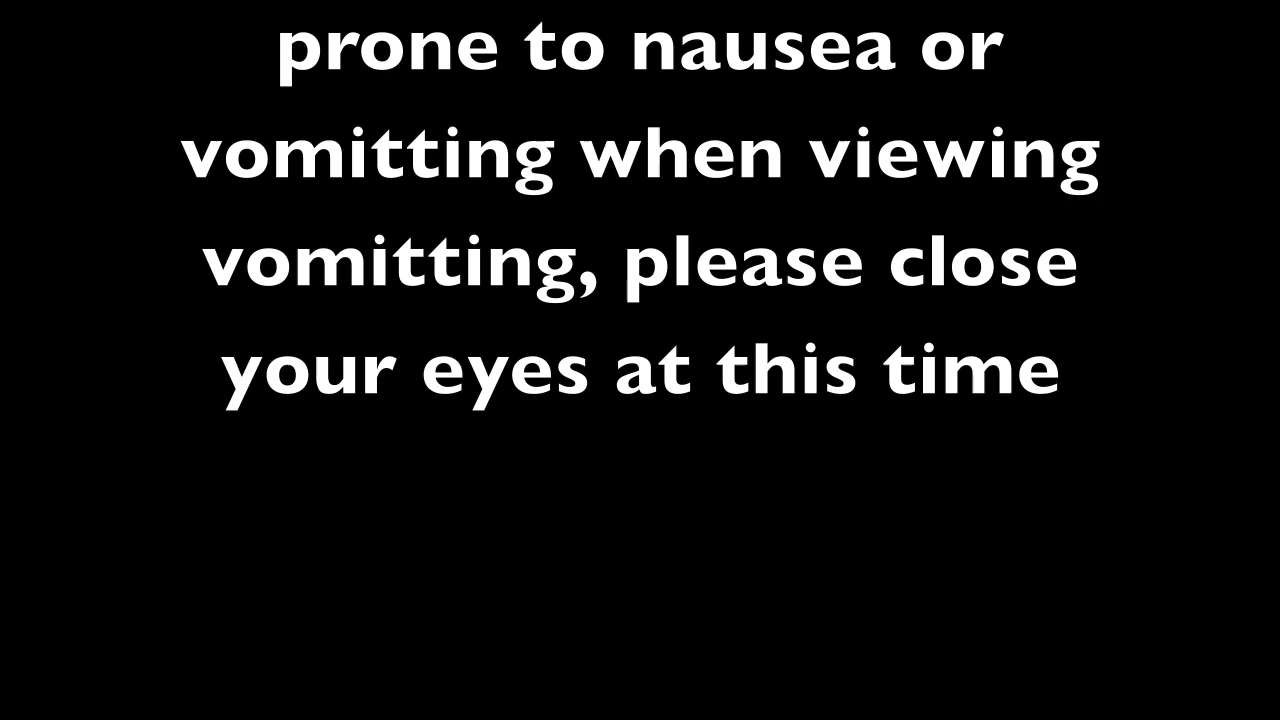 prone to nausea or
vomitting when viewing
vomitting, please close
your eyes at this time